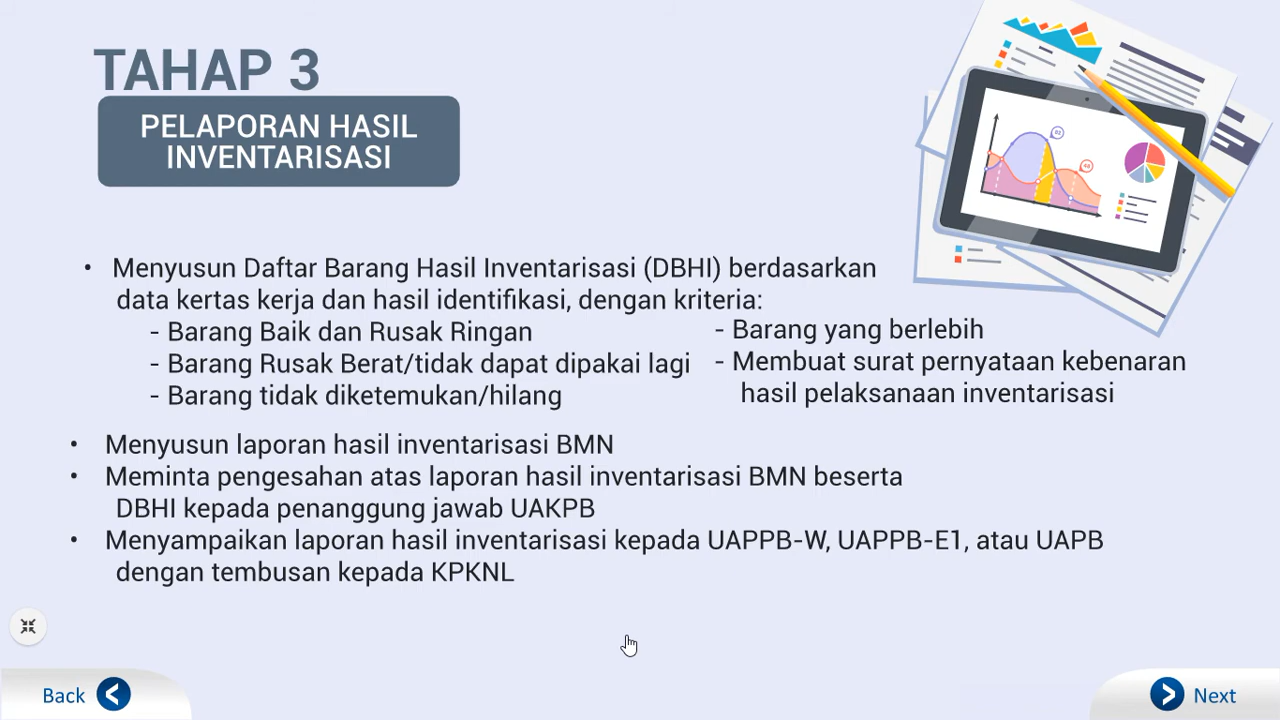 TAHAP 3
PELAPORAN HASIL
INVENTARISASI
• Menyusun Daftar Barang Hasil Inventarisasi (DBHI) berdasarkan
data kertas kerja dan hasil identifikasi, dengan kriteria:
- Barang Baik dan Rusak Ringan
- Barang Rusak Berat/tidak dapat dipakai lagi
- Barang tidak diketemukan/hilang
- Barang yang berlebih
- Membuat surat pernyataan kebenaran
hasil pelaksanaan inventarisasi
• Menyusun laporan hasil inventarisasi BMN
• Meminta pengesahan atas laporan hasil inventarisasi BMN beserta
DBHI kepada penanggung jawab UAKPB
• Menyampaikan laporan hasil inventarisasi kepada UAPPB-W, UAPPB-E1, atau UAPB
dengan tembusan kepada KPKNL
Back
Next